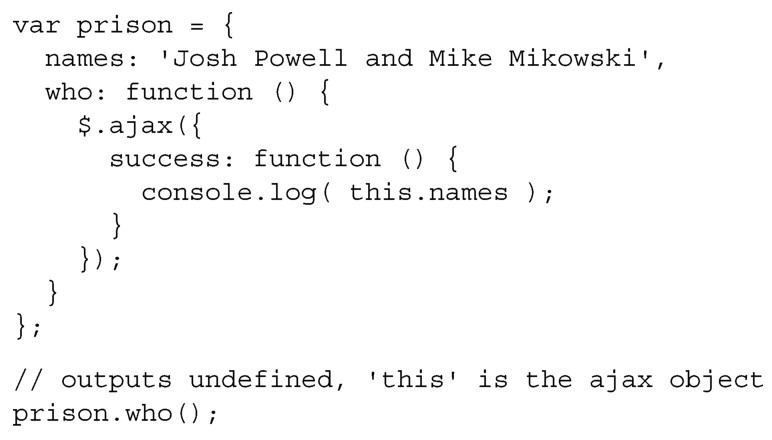 var prison = {
  names: 'Josh Powell and Mike Mikowski',
  who: function () {
    $.ajax({
      success: function () {
        console.log( this.names );
      }
    });
  }
};
// outputs undefined, 'this' is the ajax object
prison.who();